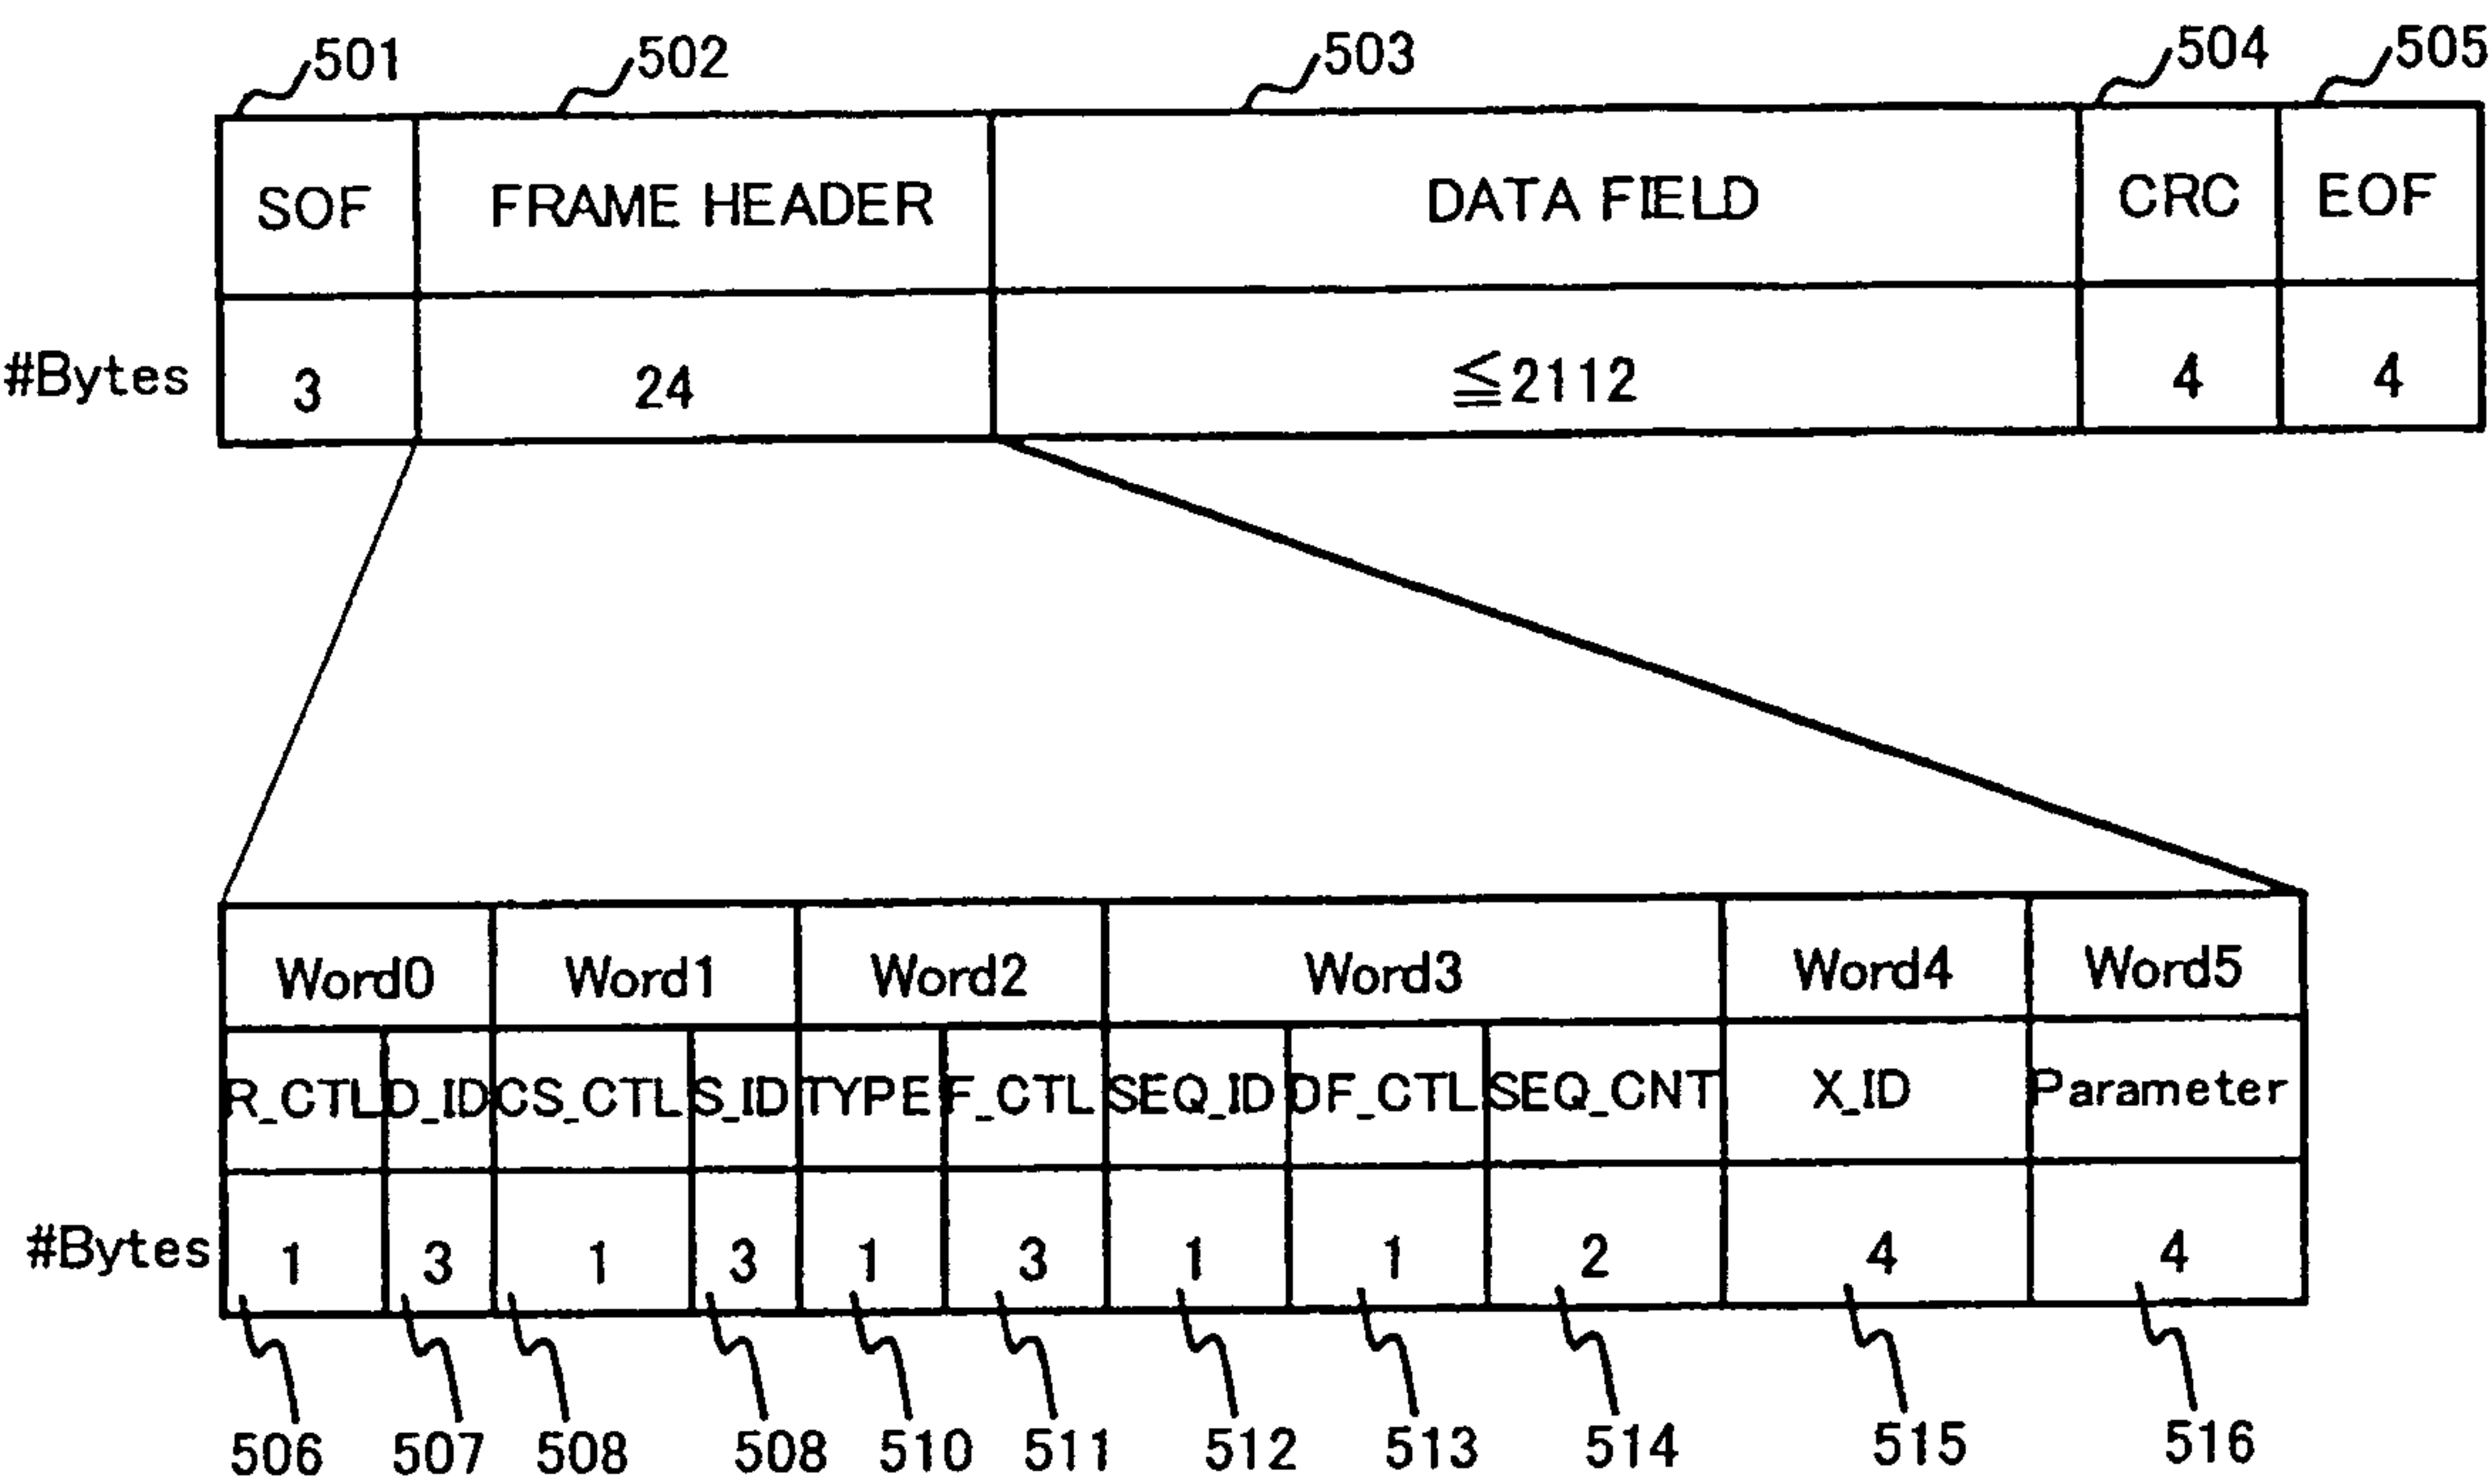 501 502 503 504 505
SOF FRAME HEADER DATA FIELD CRC EOF
#Bytes 3 24 ≦2112 4 4
Word0 Word1 Word2 Word3 Word4 Word5
R_CTL D_ID CS_CTL S_ID TYPE F_CTL SEQ_ID DF_CTL SEQ_CNT X_ID Parameter
#Bytes 1 3 1 3 1 3 1 1 2 4 4
506 507 508 508 510 511 512 513 514 515 516